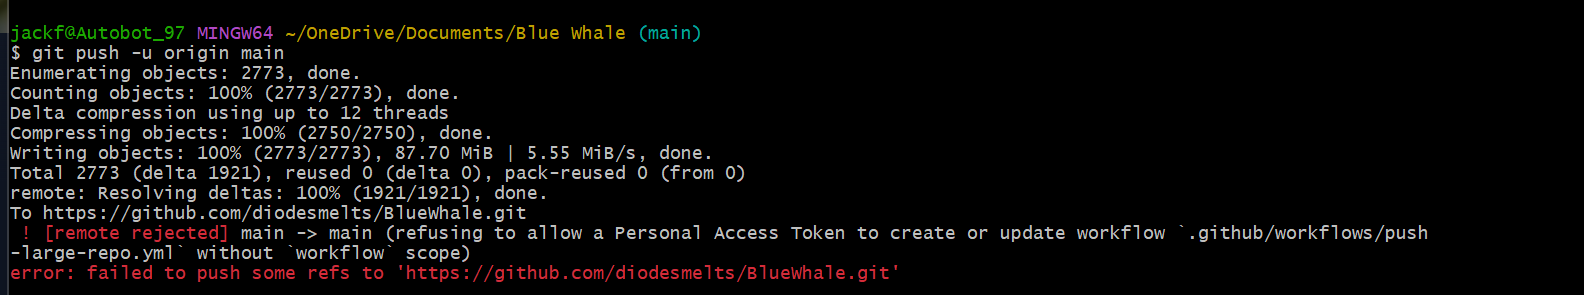 jackf@Autobot_97 MINGW64 ~/OneDrive/Documents/Blue Whale (main)
$ git push -u origin main
Enumerating objects: 2773, done.
Counting objects: 100% (2773/2773), done.
Delta compression using up to 12 threads
Compressing objects: 100% (2750/2750), done.
Writing objects: 100% (2773/2773), 87.70 MiB | 5.55 MiB/s, done.
Total 2773 (delta 1921), reused 0 (delta 0), pack-reused 0 (from 0)
remote: Resolving deltas: 100% (1921/1921), done.
To https://github.com/diodesmelts/BlueWhale.git
 ! [remote rejected] main -> main (refusing to allow a Personal Access Token to create or update workflow `.github/workflows/push
-large-repo.yml` without `workflow` scope)
error: failed to push some refs to 'https://github.com/diodesmelts/BlueWhale.git'